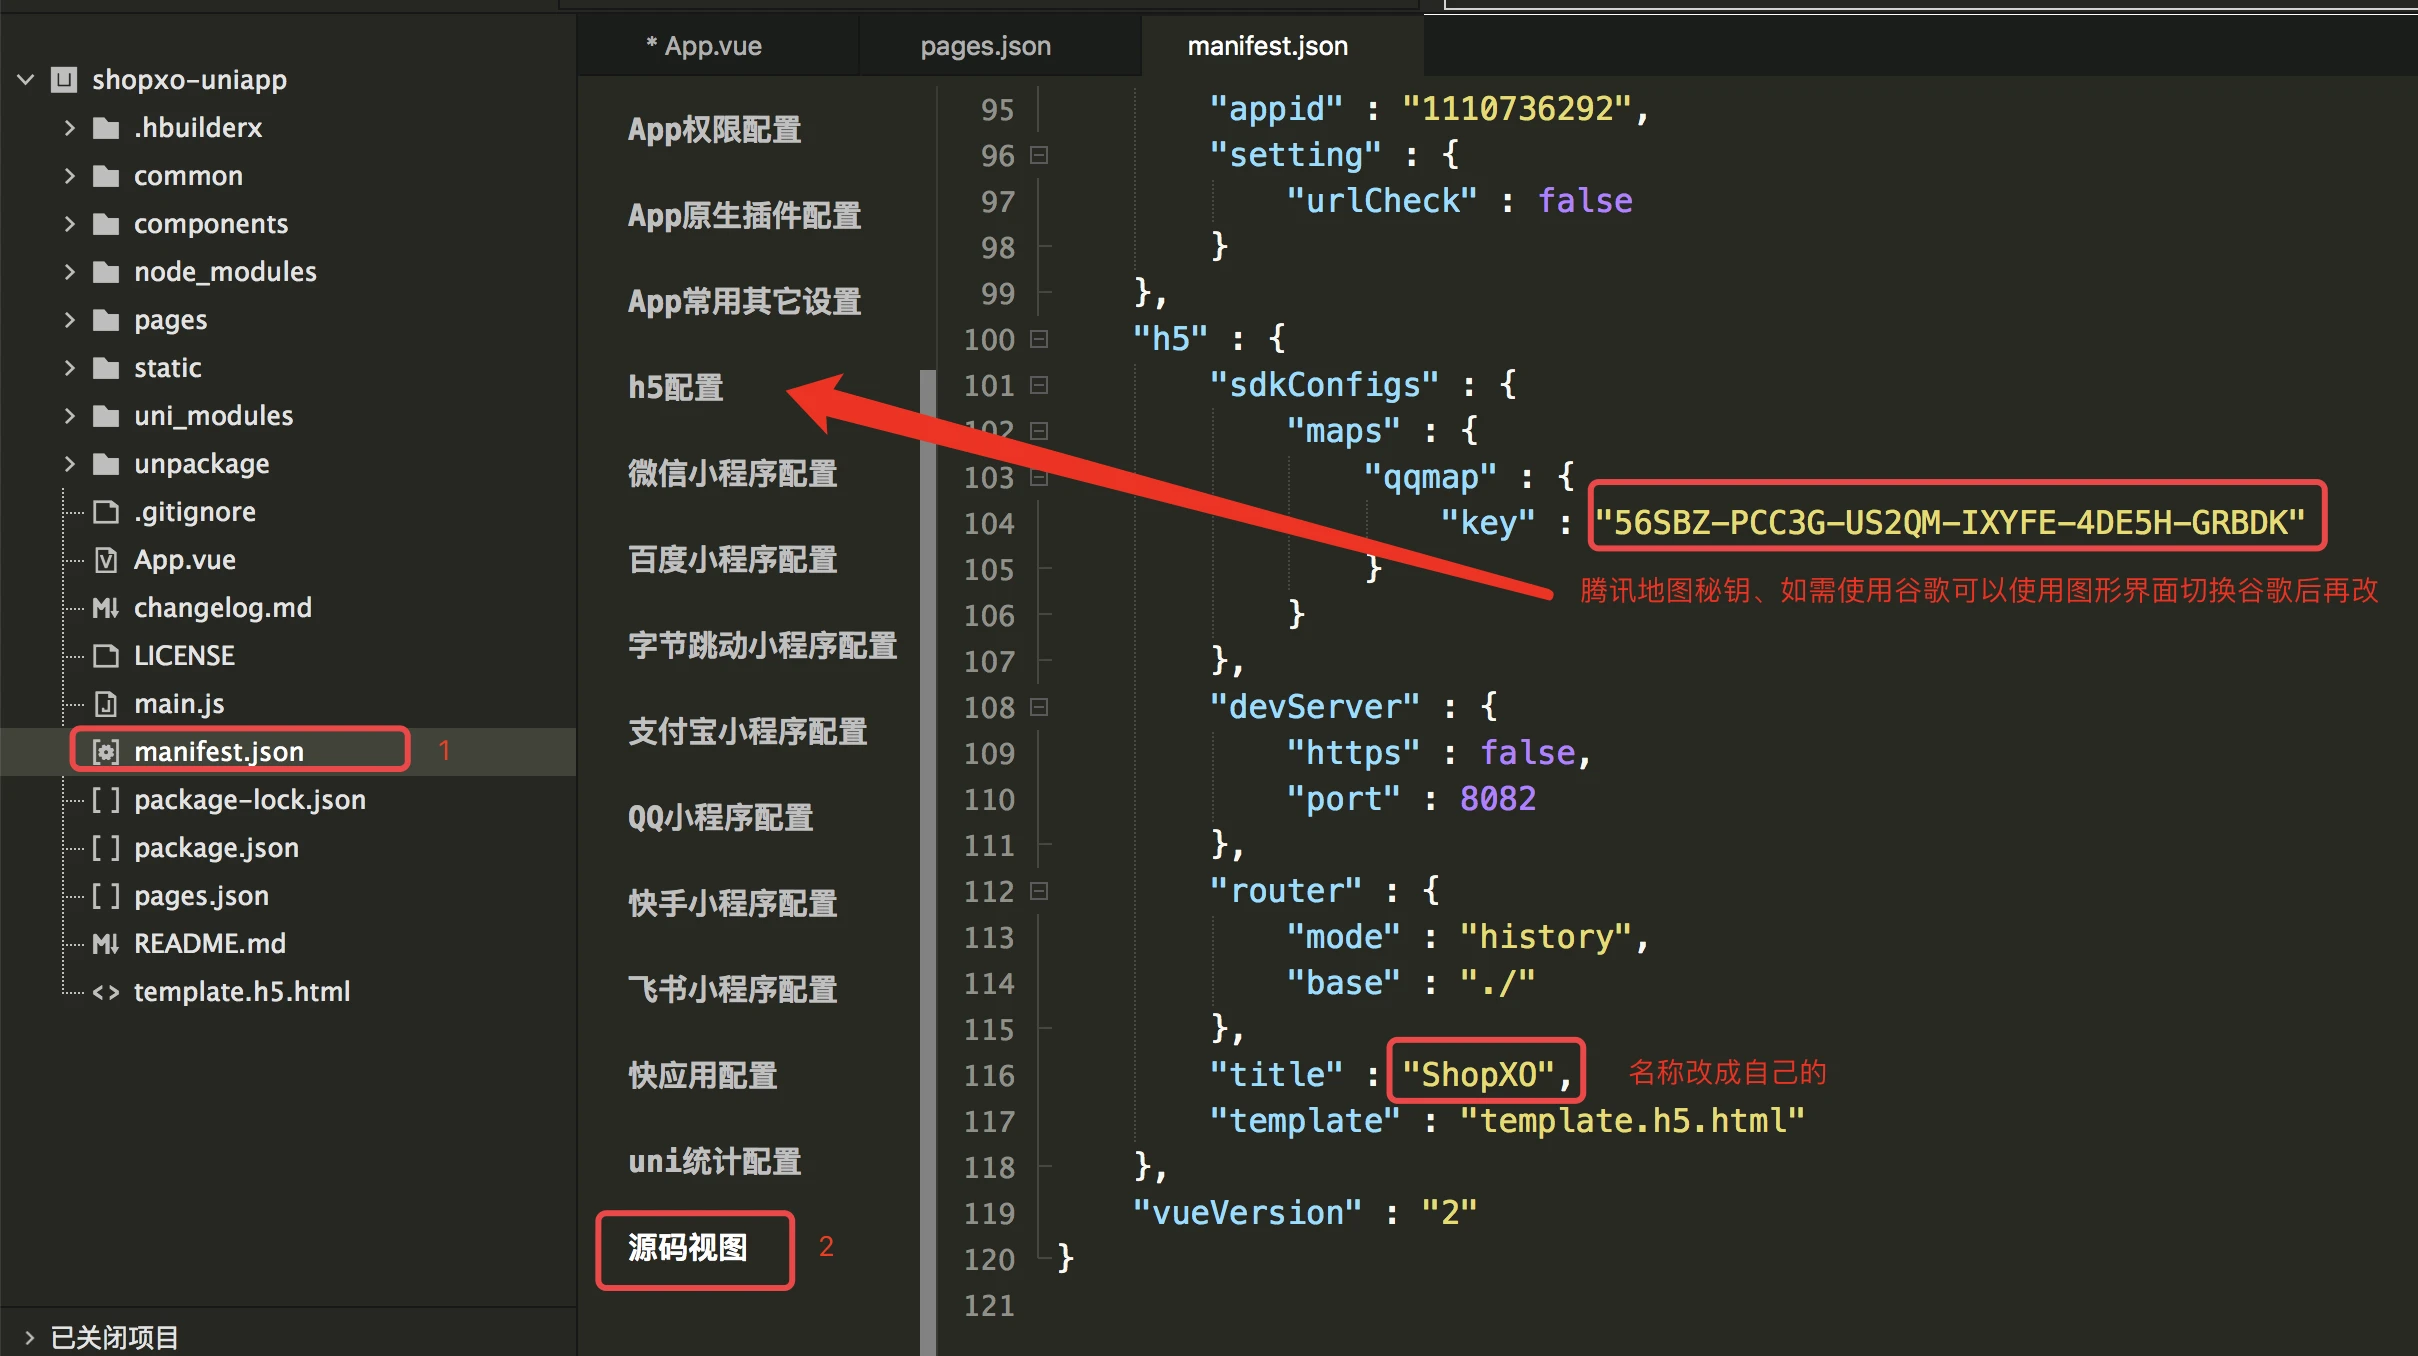 * App.vue
pages.json
manifest.json
shopxo-uniapp
.hbuilderx
common
components
node_modules
pages
static
uni_modules
unpackage
.gitignore
App.vue
changelog.md
LICENSE
main.js
manifest.json 1
package-lock.json
package.json
pages.json
README.md
template.h5.html
已关闭项目
App权限配置
App原生插件配置
App常用其它设置
h5配置
微信小程序配置
百度小程序配置
字节跳动小程序配置
支付宝小程序配置
QQ小程序配置
快手小程序配置
飞书小程序配置
快应用配置
uni统计配置
源码视图 2
95 "appid" : "1110736292",
96 "setting" : {
97 "urlCheck" : false
98 }
99 },
100 "h5" : {
101 "sdkConfigs" : {
102 "maps" : {
103 "qqmap" : {
104 "key" : "56SBZ-PCC3G-US2QM-IXYFE-4DE5H-GRBDK"
105 }
腾讯地图秘钥、如需使用谷歌可以使用图形界面切换谷歌后再改
106 }
107 },
108 "devServer" : {
109 "https" : false,
110 "port" : 8082
111 },
112 "router" : {
113 "mode" : "history",
114 "base" : "./"
115 },
116 "title" : "ShopXO", 名称改成自己的
117 "template" : "template.h5.html"
118 },
119 "vueVersion" : "2"
120 }
121